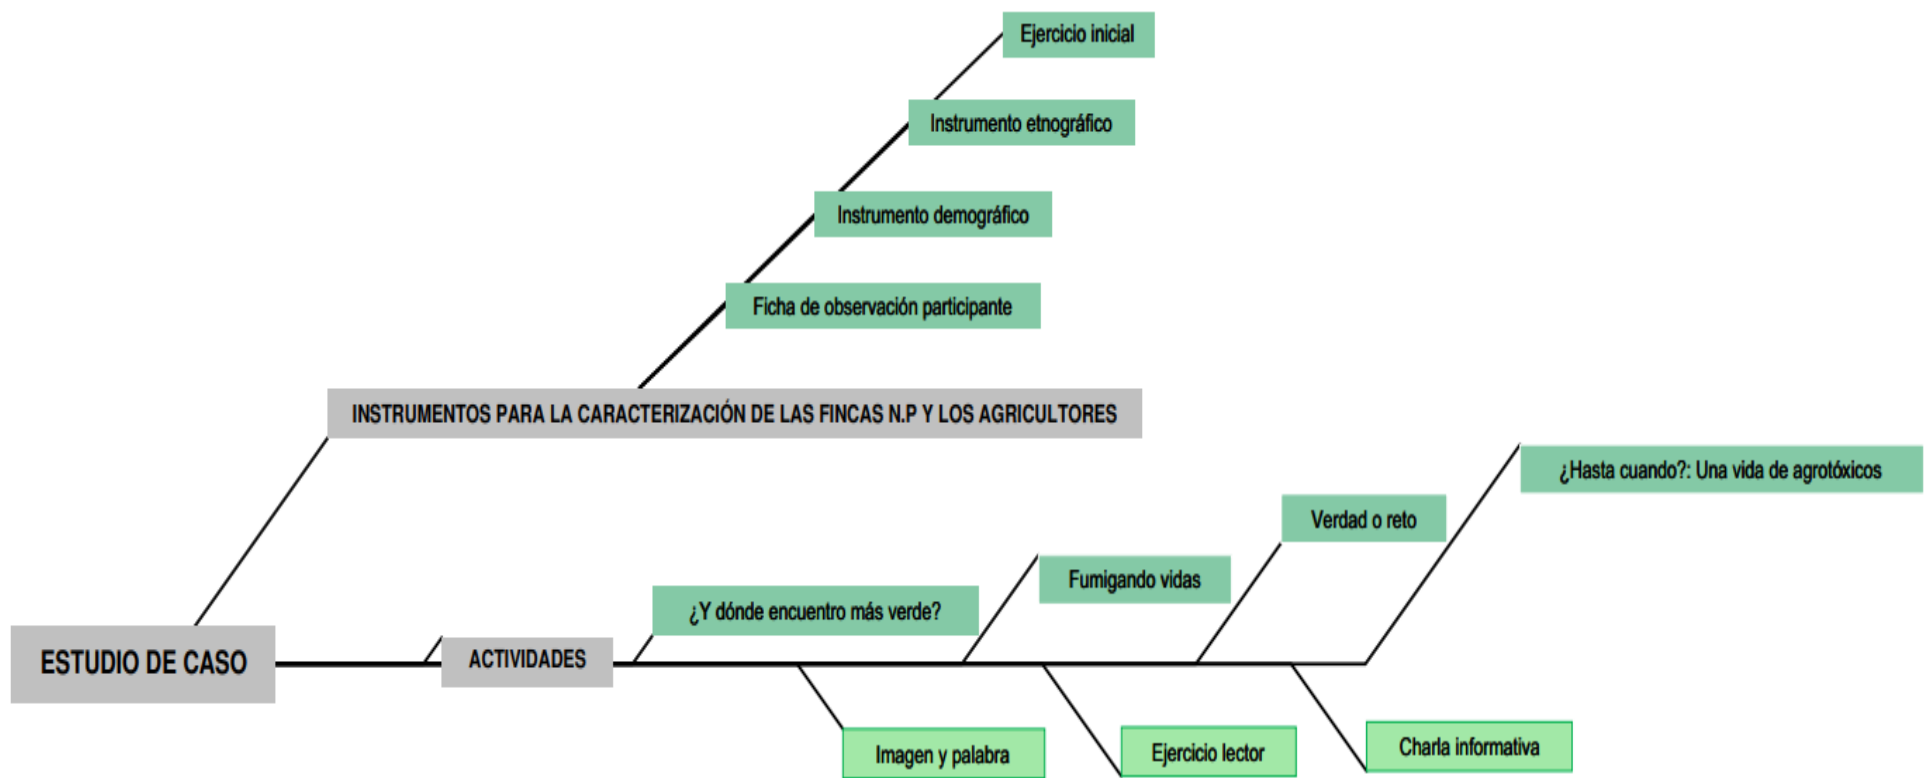 Ejercicio inicial
Instrumento etnográfico
Instrumento demográfico
Ficha de observación participante
INSTRUMENTOS PARA LA CARACTERIZACIÓN DE LAS FINCAS N.P Y LOS AGRICULTORES
¿Hasta cuando?: Una vida de agrotóxicos
Verdad o reto
Fumigando vidas
¿Y dónde encuentro más verde?
ESTUDIO DE CASO
ACTIVIDADES
Imagen y palabra
Ejercicio lector
Charla informativa